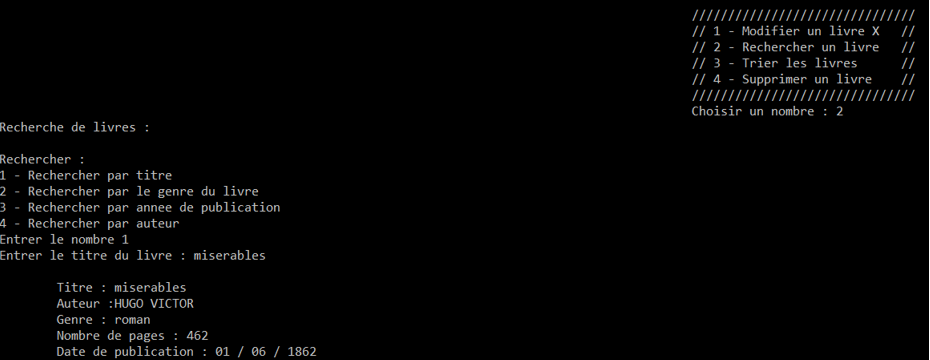 ////////////////////////////////
// 1 - Modifier un livre X   //
// 2 - Rechercher un livre   //
// 3 - Trier les livres      //
// 4 - Supprimer un livre    //
////////////////////////////////
Choisir un nombre : 2
Recherche de livres :
Rechercher :
1 - Rechercher par titre
2 - Rechercher par le genre du livre
3 - Rechercher par annee de publication
4 - Rechercher par auteur
Entrer le nombre 1
Entrer le titre du livre : miserables
Titre : miserables
Auteur :HUGO VICTOR
Genre : roman
Nombre de pages : 462
Date de publication : 01 / 06 / 1862